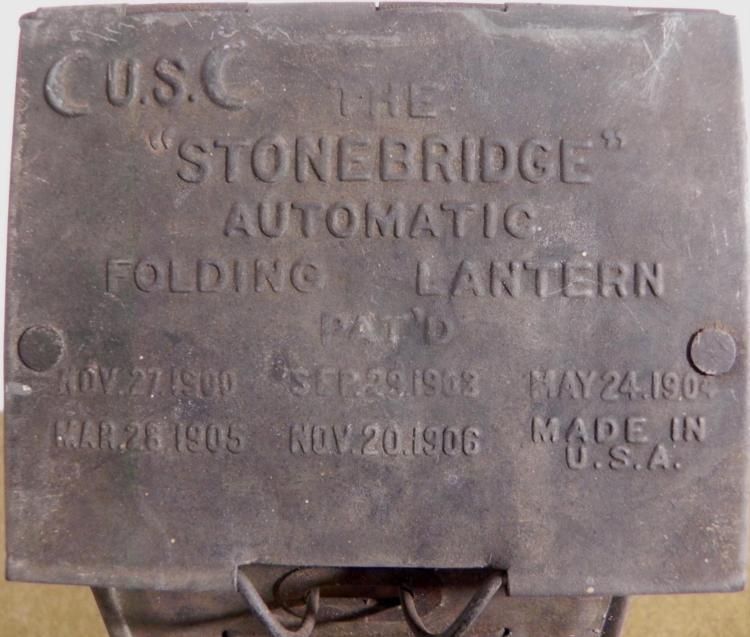 U.S.
THE
"STONEBRIDGE"
AUTOMATIC
FOLDING LANTERN
PAT'D
NOV.27.1900 SEP.29.1903 MAY 24.1904
MAR.28.1905 NOV.20.1906 MADE IN
U.S.A.